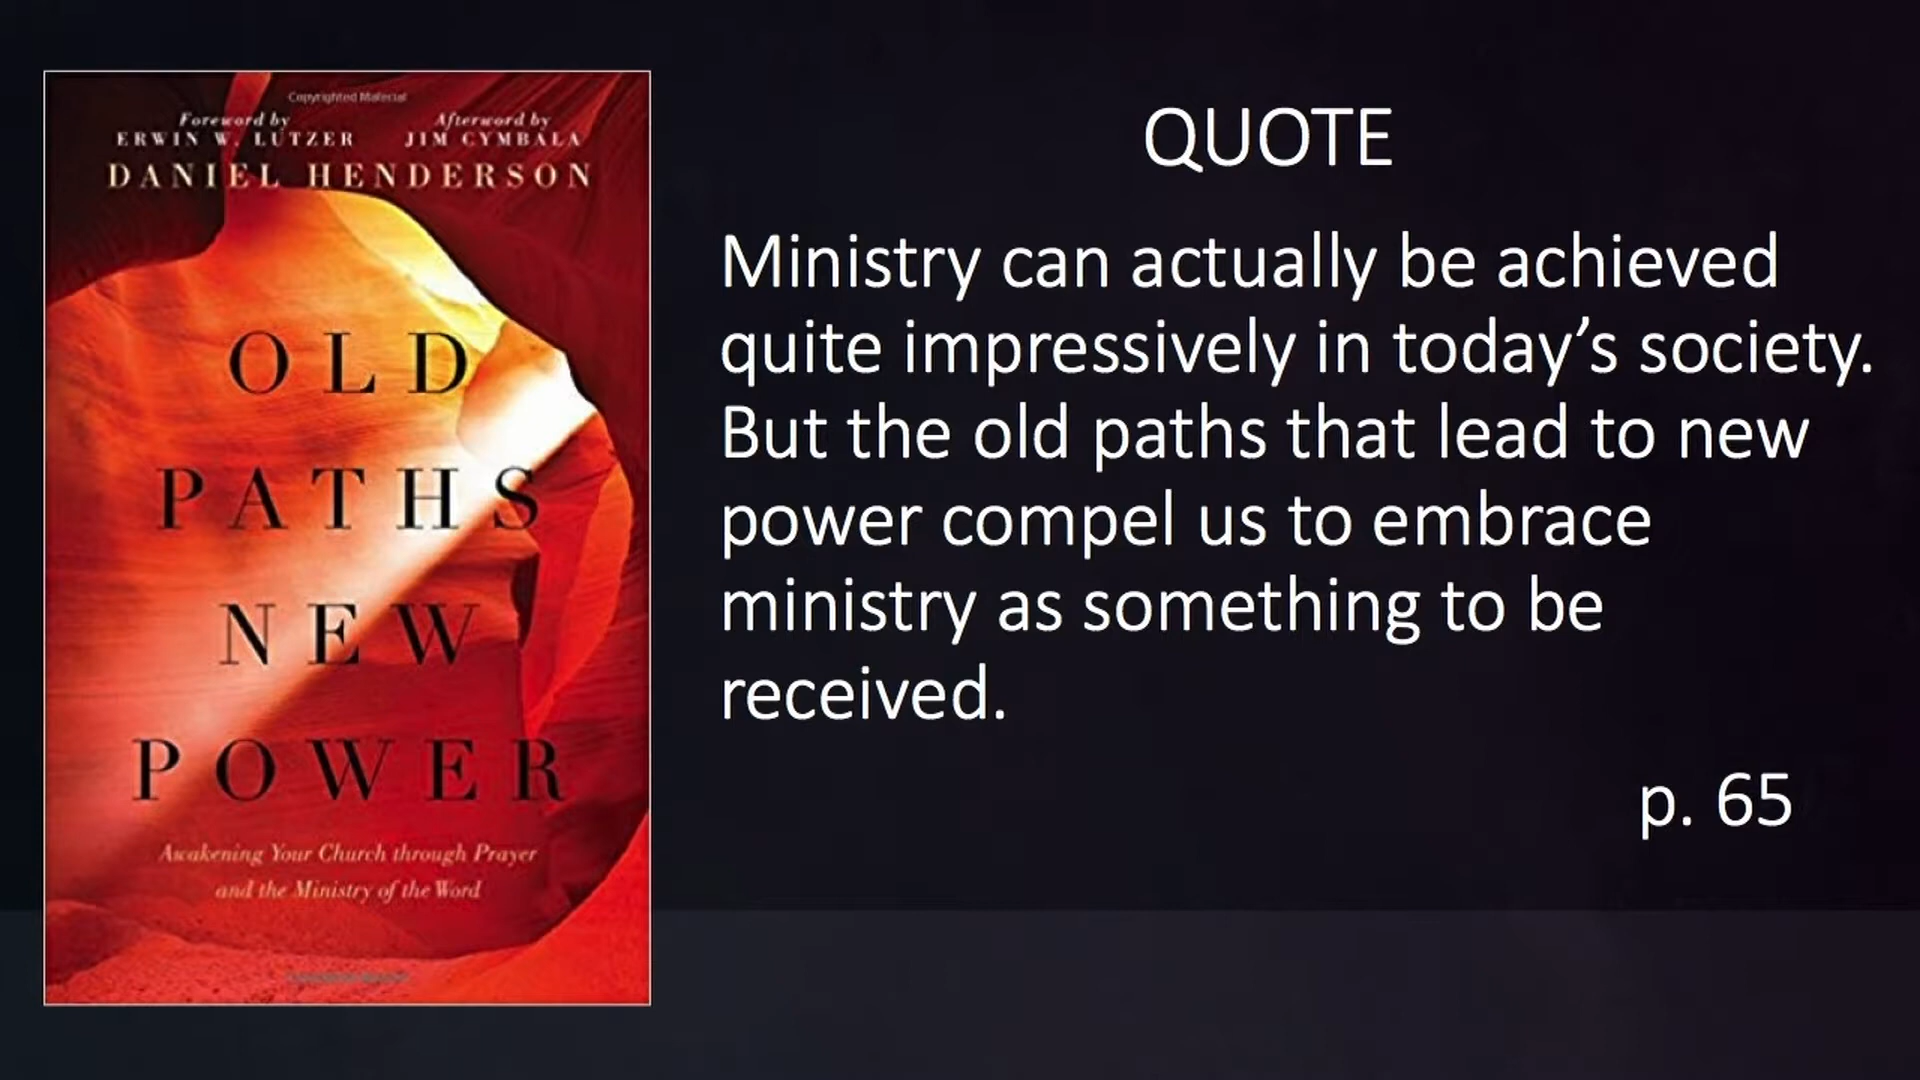 Copyrighted Material
Foreword by
ERWIN W. LUTZER
Afterword by
JIM CYMBALA
DANIEL HENDERSON
OLD
PATHS
NEW
POWER
Awakening Your Church through Prayer
and the Ministry of the Word
QUOTE
Ministry can actually be achieved
quite impressively in today’s society.
But the old paths that lead to new
power compel us to embrace
ministry as something to be
received.
p. 65